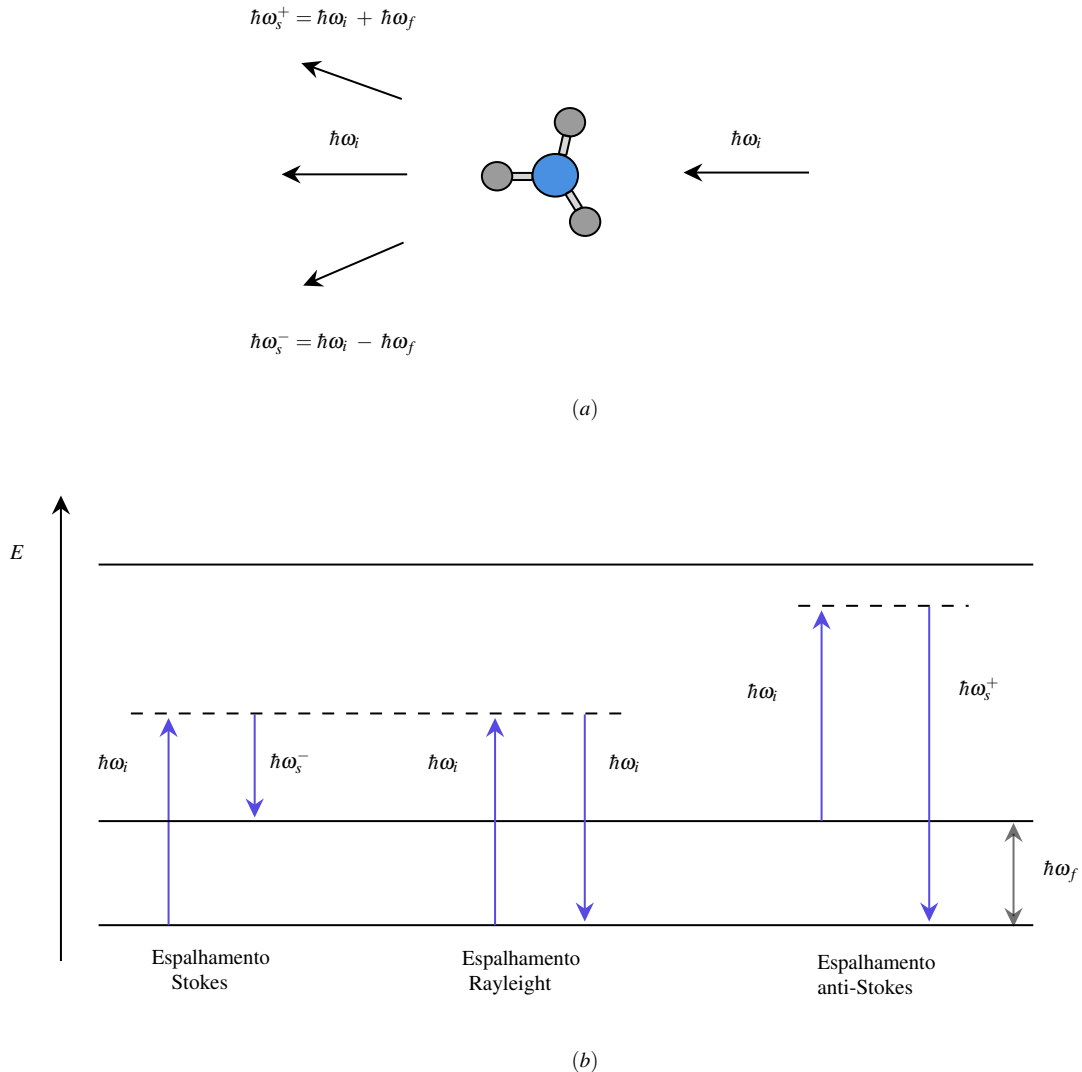 ħω_s^+ = ħω_i + ħω_f
ħω_i
ħω_i
ħω_s^- = ħω_i − ħω_f
(a)
E
ħω_i
ħω_s^-
ħω_i
ħω_i
ħω_i
ħω_s^+
ħω_f
Espalhamento
Stokes
Espalhamento
Rayleight
Espalhamento
anti-Stokes
(b)